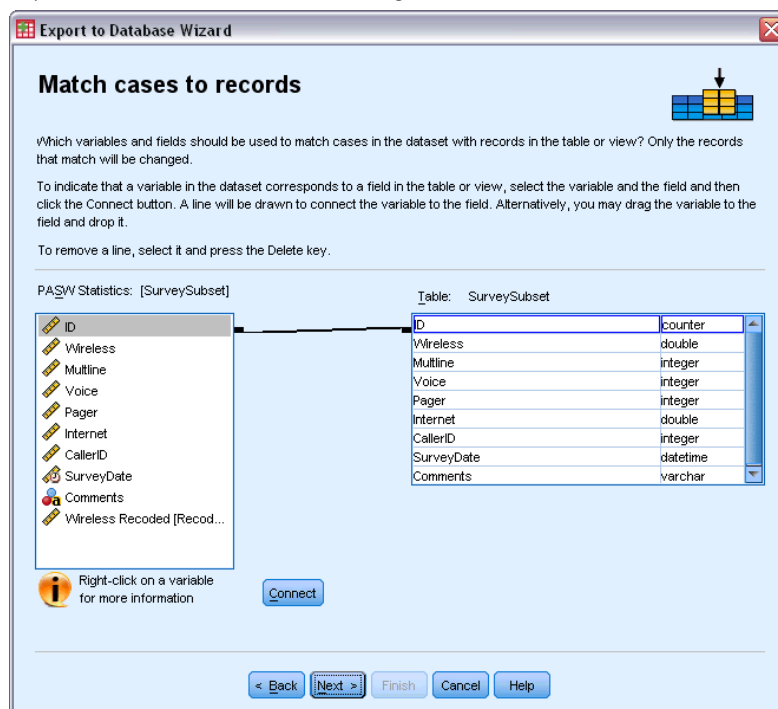 Export to Database Wizard
Match cases to records
Which variables and fields should be used to match cases in the dataset with records in the table or view? Only the records
that match will be changed.
To indicate that a variable in the dataset corresponds to a field in the table or view, select the variable and the field and then
click the Connect button. A line will be drawn to connect the variable to the field. Alternatively, you may drag the variable to the
field and drop it.
To remove a line, select it and press the Delete key.
PASW Statistics: [SurveySubset]
ID
Wireless
Multline
Voice
Pager
Internet
CallerID
SurveyDate
Comments
Wireless Recoded [Recod...
Table: SurveySubset
ID counter
Wireless double
Multline integer
Voice integer
Pager integer
Internet double
CallerID integer
SurveyDate datetime
Comments varchar
Right-click on a variable
for more information
Connect
< Back Next > Finish Cancel Help